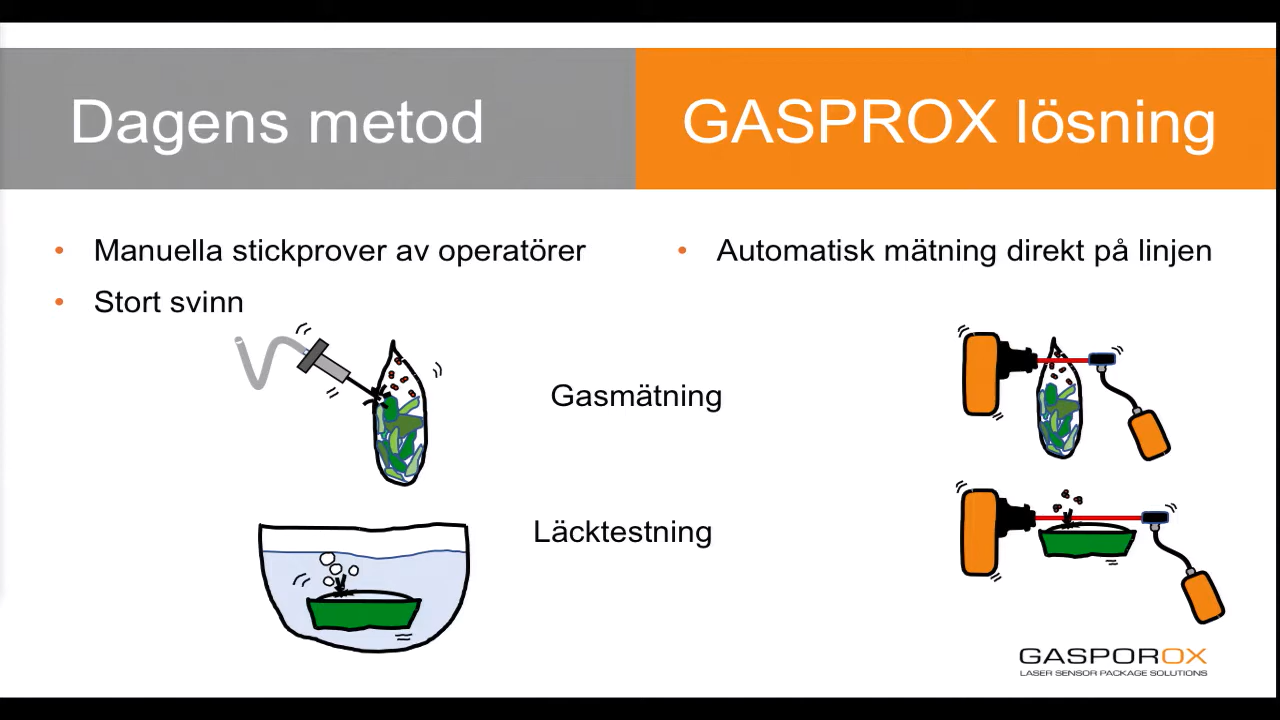 Dagens metod
GASPROX lösning
• Manuella stickprover av operatörer
• Stort svinn
• Automatisk mätning direkt på linjen
Gasmätning
Läcktestning
GASPOROX
LASER SENSOR PACKAGE SOLUTIONS